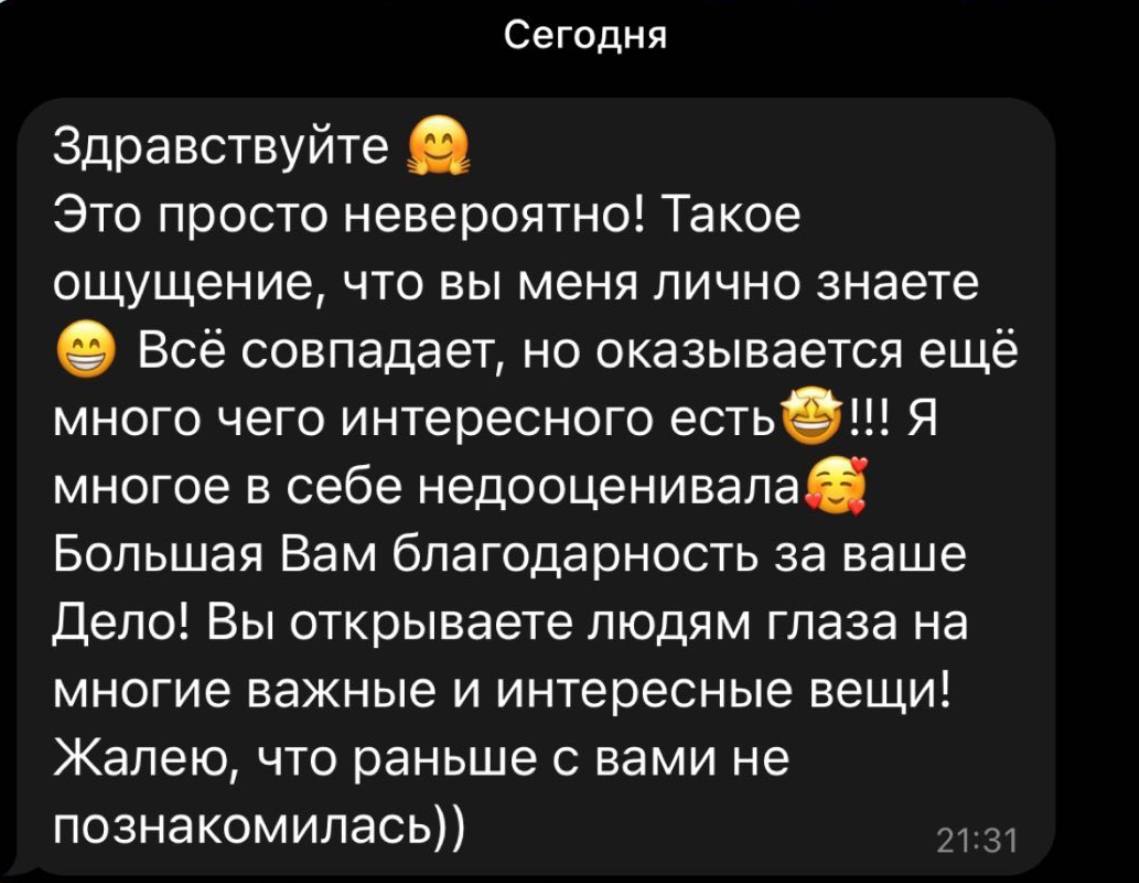 Сегодня
Здравствуйте 🤗
Это просто невероятно! Такое
ощущение, что вы меня лично знаете
😁 Всё совпадает, но оказывается ещё
много чего интересного есть🤩!!! Я
многое в себе недооценивала🥰
Большая Вам благодарность за ваше
Дело! Вы открываете людям глаза на
многие важные и интересные вещи!
Жалею, что раньше с вами не
познакомилась))
21:31